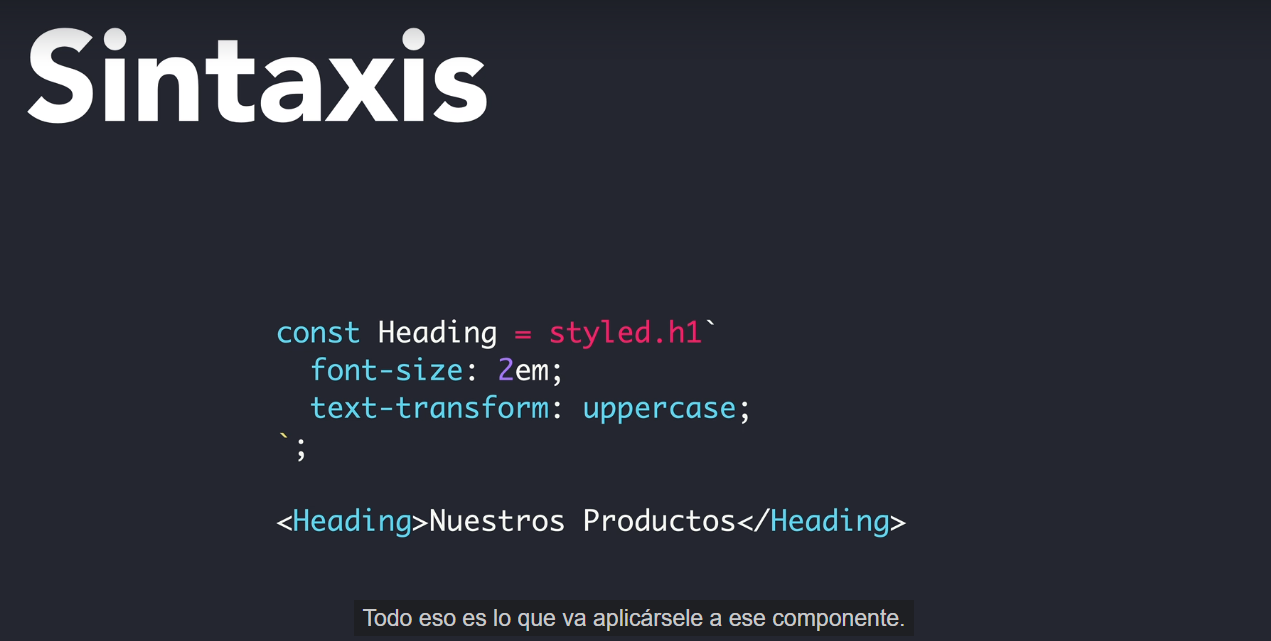 Sintaxis
const Heading = styled.h1`
  font-size: 2em;
  text-transform: uppercase;
`;
<Heading>Nuestros Productos</Heading>
Todo eso es lo que va aplicársele a ese componente.